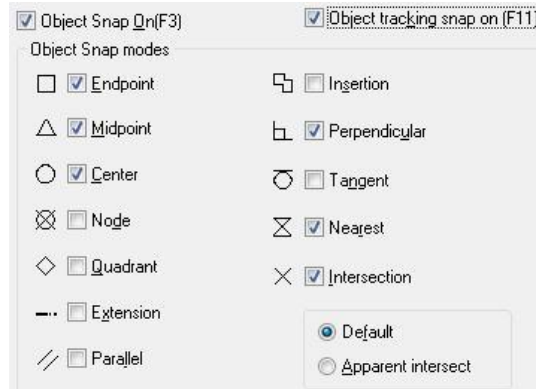 Object Snap On(F3)
Object tracking snap on (F11)
Object Snap modes
Endpoint
Midpoint
Center
Node
Quadrant
Extension
Parallel
Insertion
Perpendicular
Tangent
Nearest
Intersection
Default
Apparent intersect